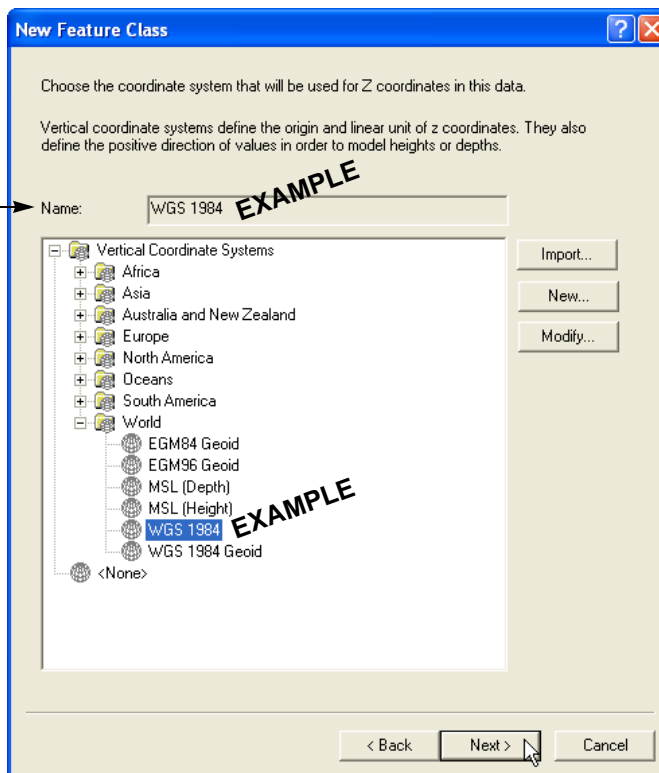 New Feature Class
Choose the coordinate system that will be used for Z coordinates in this data.
Vertical coordinate systems define the origin and linear unit of z coordinates. They also
define the positive direction of values in order to model heights or depths.
Name: WGS 1984 EXAMPLE
Vertical Coordinate Systems
Africa
Asia
Australia and New Zealand
Europe
North America
Oceans
South America
World
EGM84 Geoid
EGM96 Geoid
MSL (Depth)
MSL (Height)
WGS 1984 EXAMPLE
WGS 1984 Geoid
<None>
Import...
New...
Modify...
< Back Next > Cancel